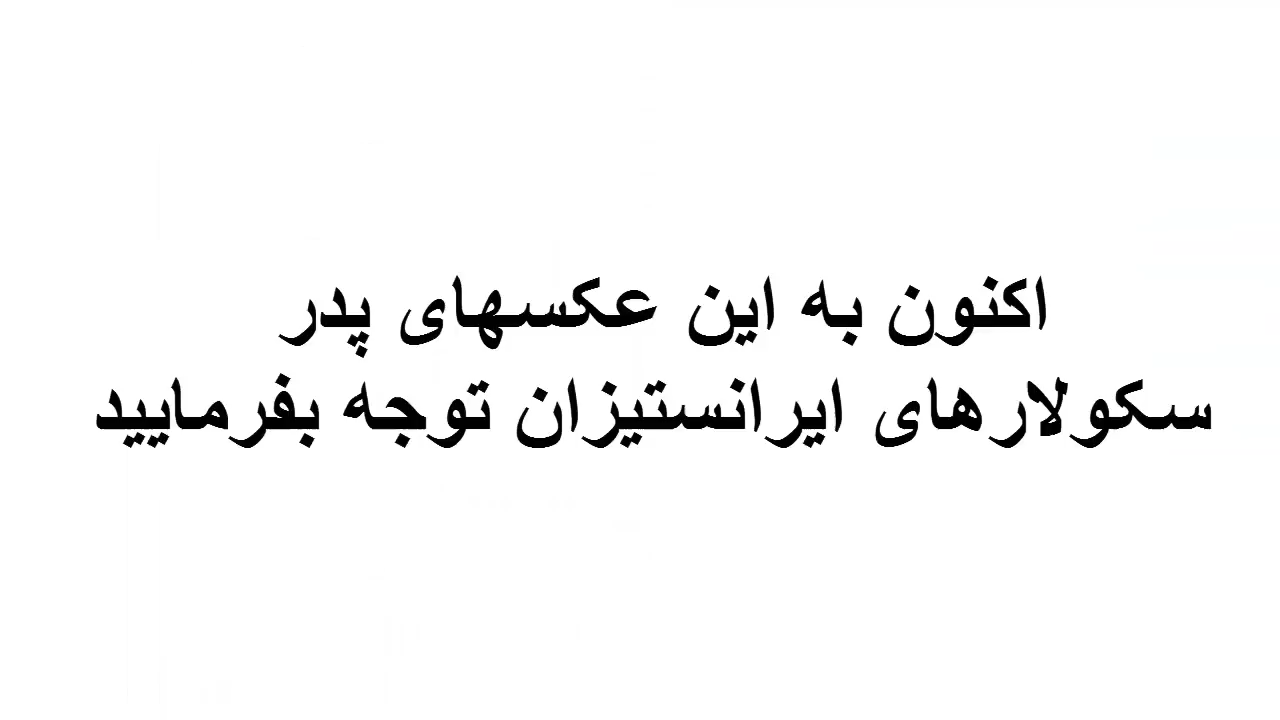 اکنون به این عکسهای پدر
سکولارهای ایرانستیزان توجه بفرمایید